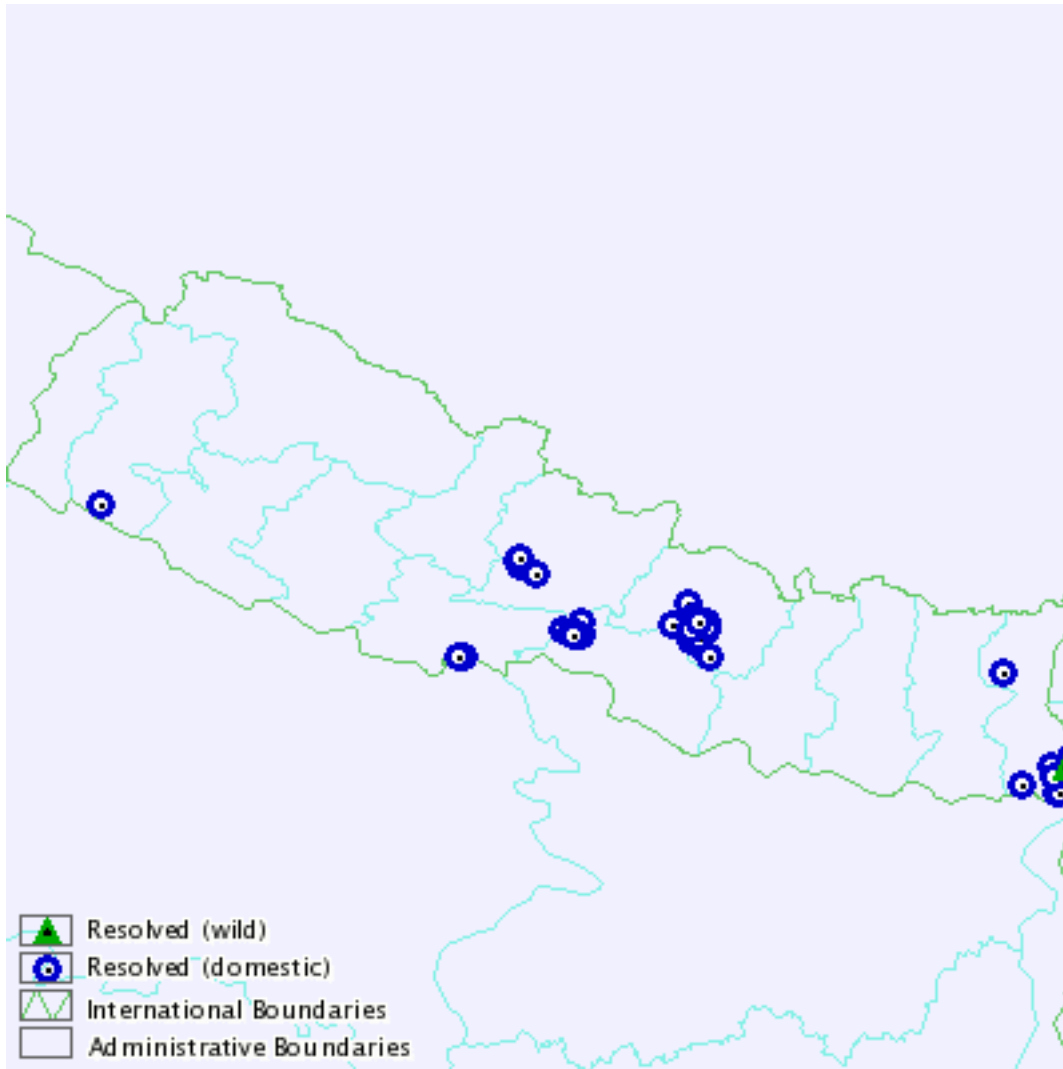 Resolved (wild)
Resolved (domestic)
International Boundaries
Administrative Boundaries